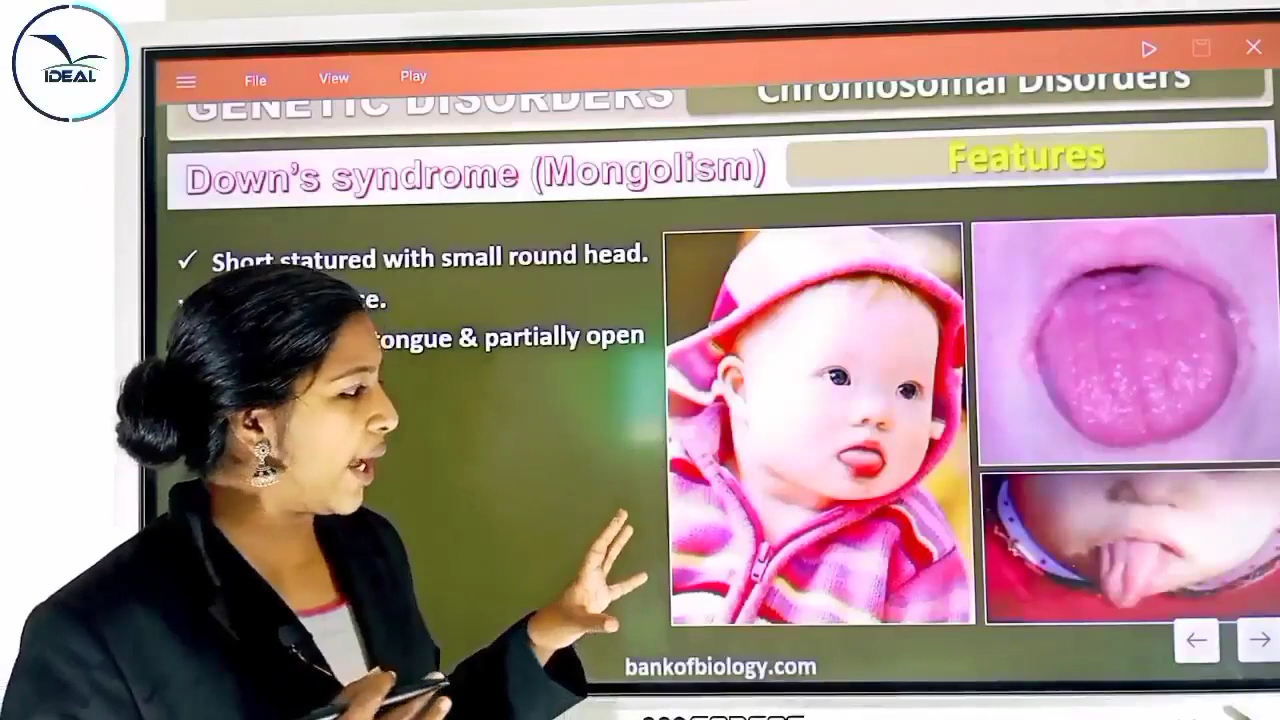 IDEAL
File View Play
GENETIC DISORDERS Chromosomal Disorders
Down's syndrome (Mongolism) Features
✓ Short statured with small round head.
tongue & partially open
bankofbiology.com